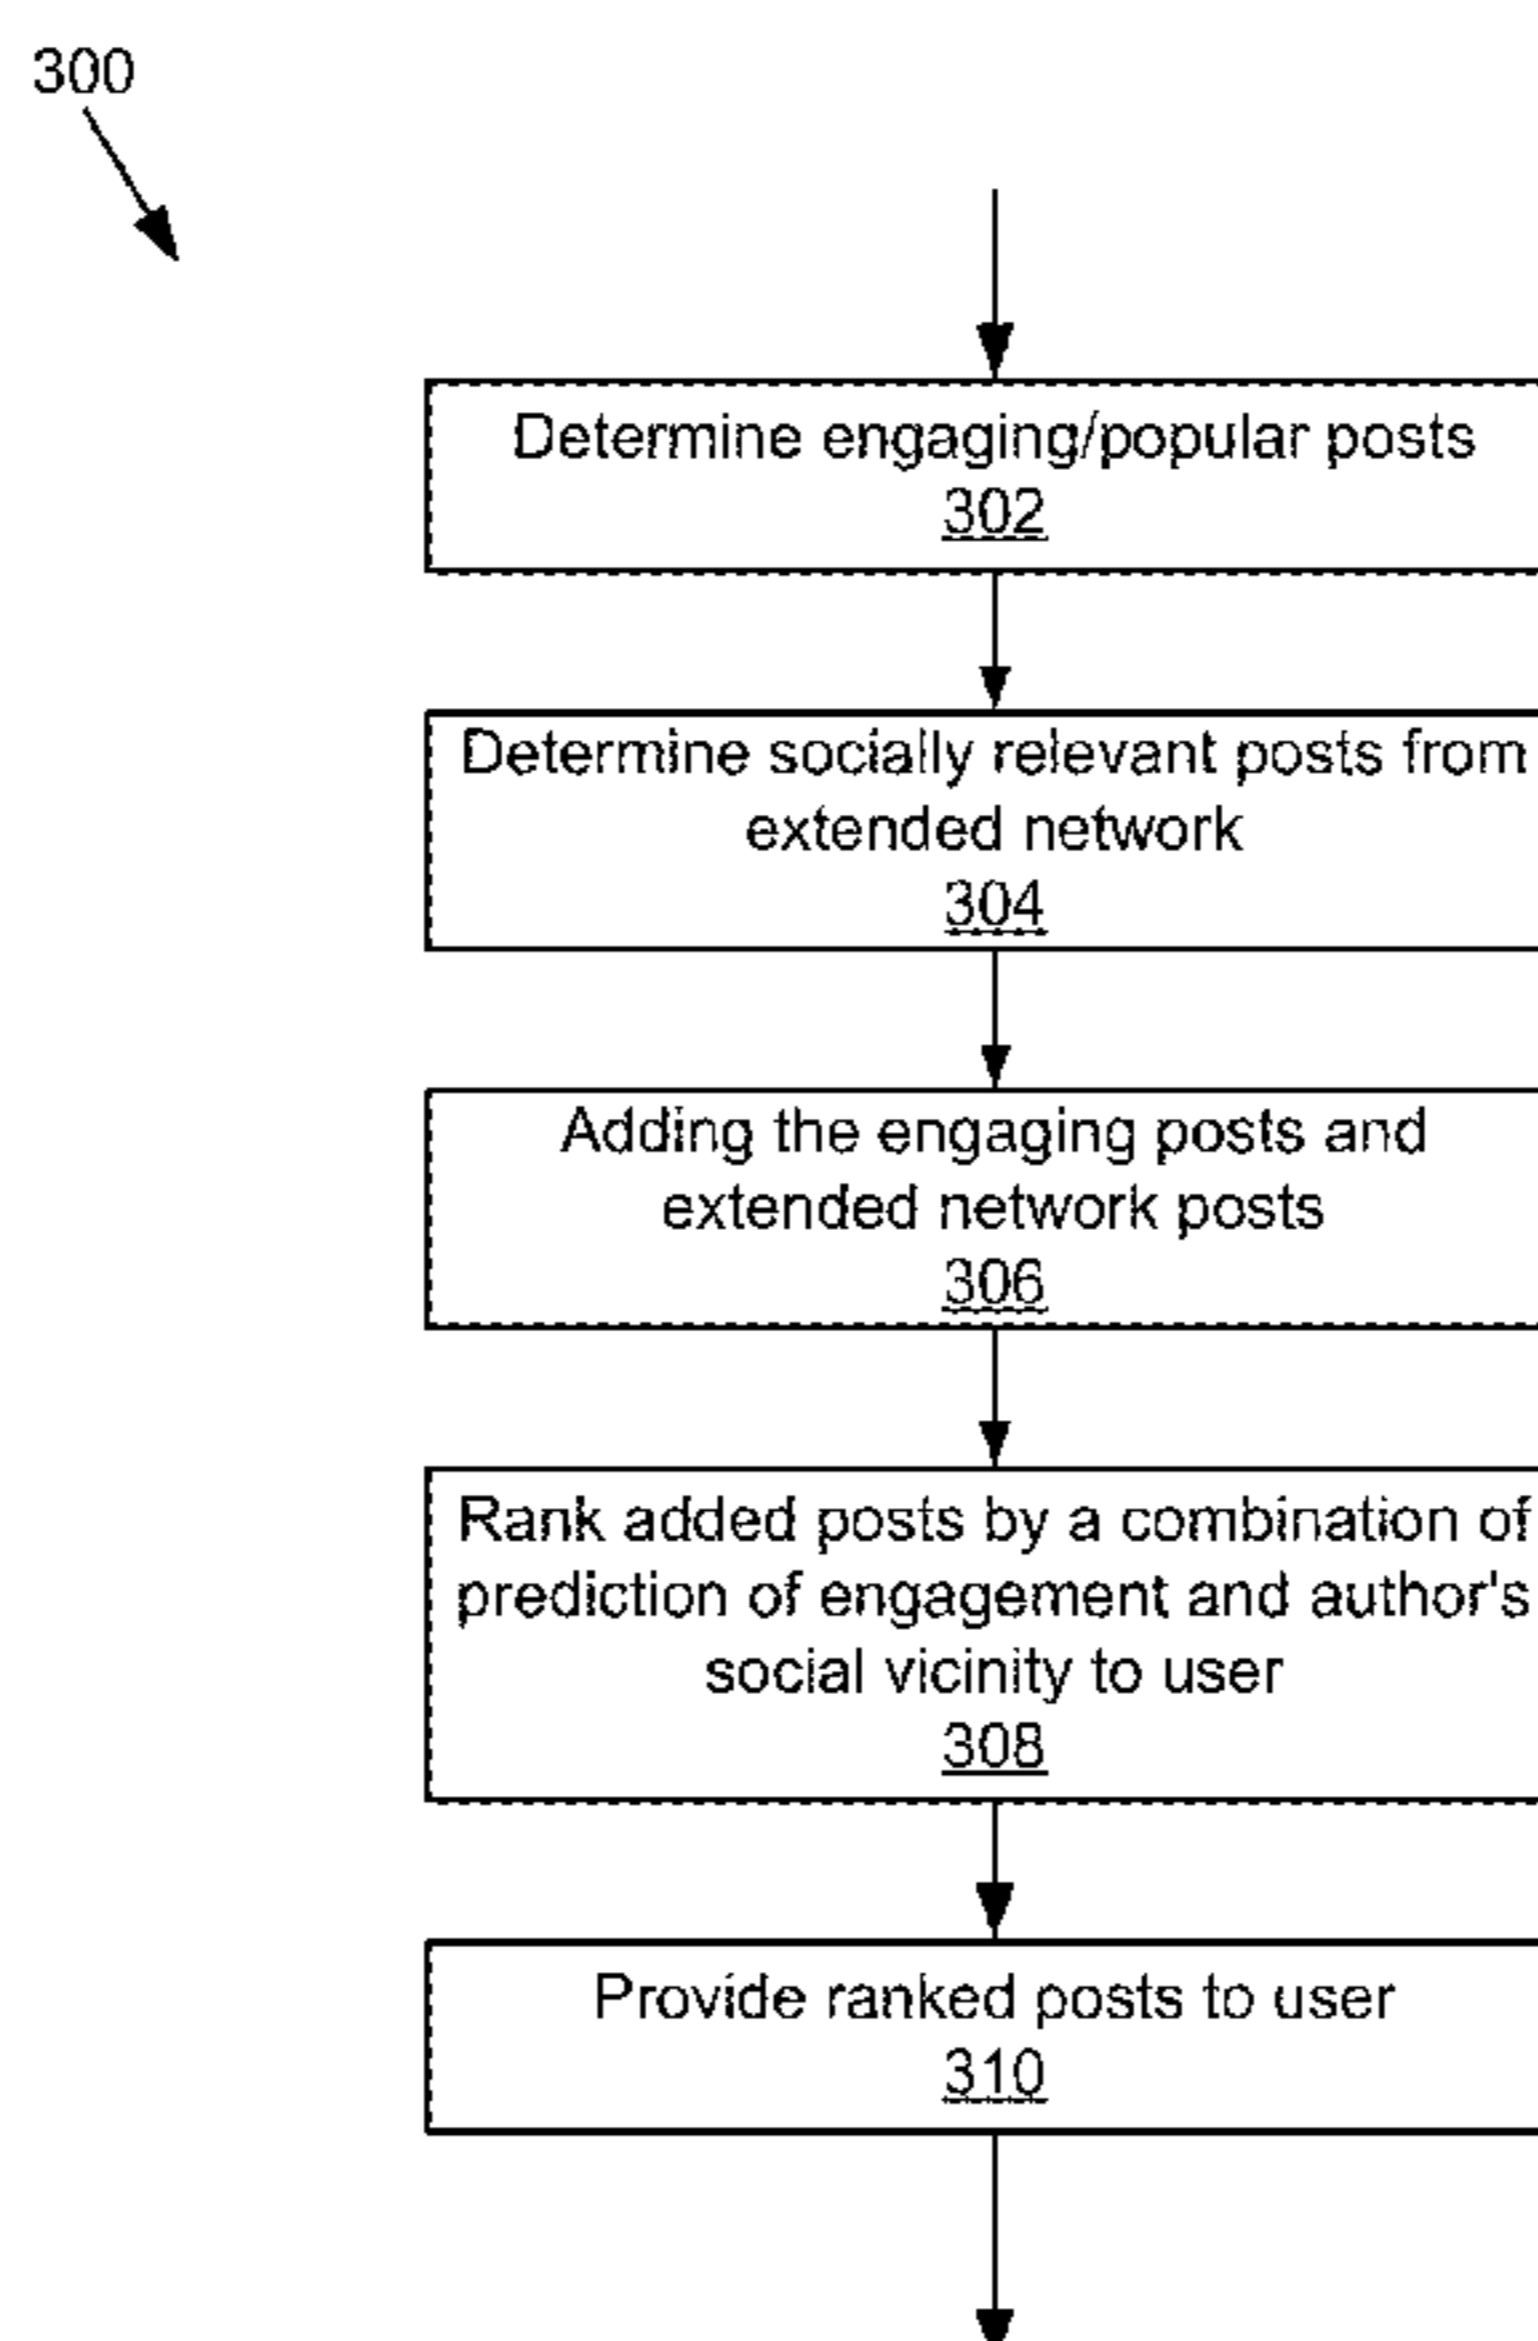 300
Determine engaging/popular posts
302
Determine socially relevant posts from
extended network
304
Adding the engaging posts and
extended network posts
306
Rank added posts by a combination of
prediction of engagement and author's
social vicinity to user
308
Provide ranked posts to user
310